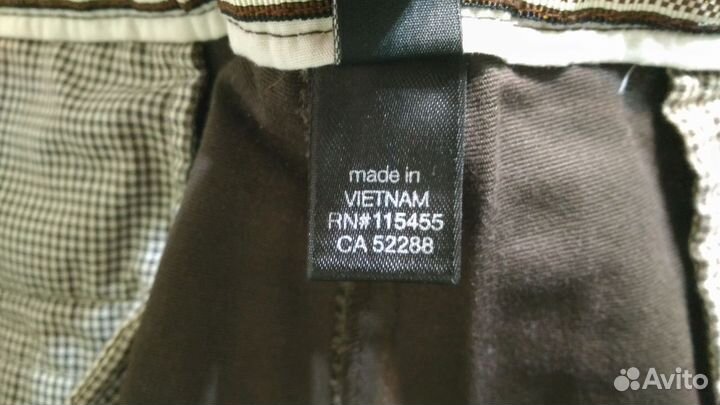 made in
VIETNAM
RN#115455
CA 52288
Avito